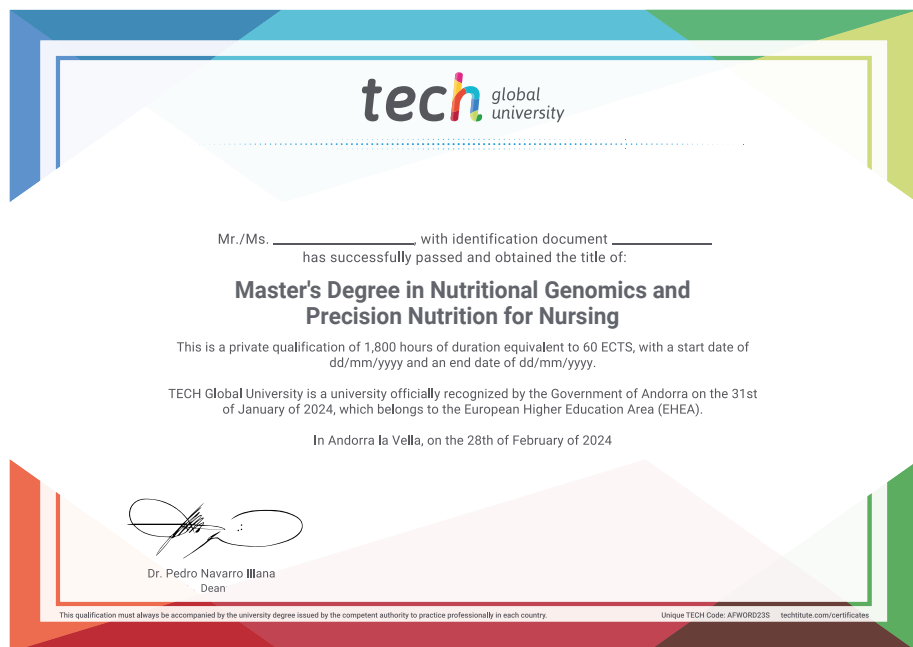 tech global
university
Mr./Ms. ____________, with identification document ____________
has successfully passed and obtained the title of:
Master's Degree in Nutritional Genomics and
Precision Nutrition for Nursing
This is a private qualification of 1,800 hours of duration equivalent to 60 ECTS, with a start date of
dd/mm/yyyy and an end date of dd/mm/yyyy.
TECH Global University is a university officially recognized by the Government of Andorra on the 31st
of January of 2024, which belongs to the European Higher Education Area (EHEA).
In Andorra la Vella, on the 28th of February of 2024
Dr. Pedro Navarro Illana
Dean
This qualification must always be accompanied by the university degree issued by the competent authority to practice professionally in each country.
Unique TECH Code: AFWORD23S techtitute.com/certificates